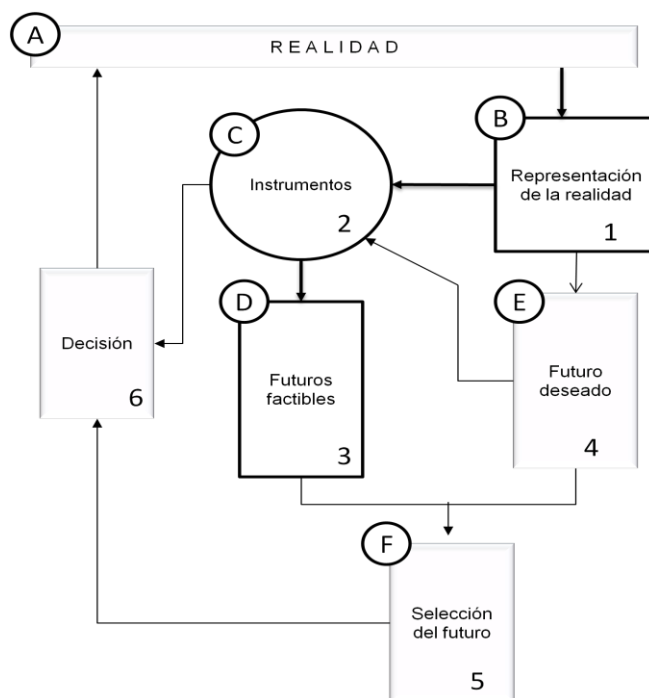 A
REALIDAD
B
Representación
de la realidad
1
C
Instrumentos
2
D
Futuros
factibles
3
E
Futuro
deseado
4
Decisión
6
F
Selección
del futuro
5